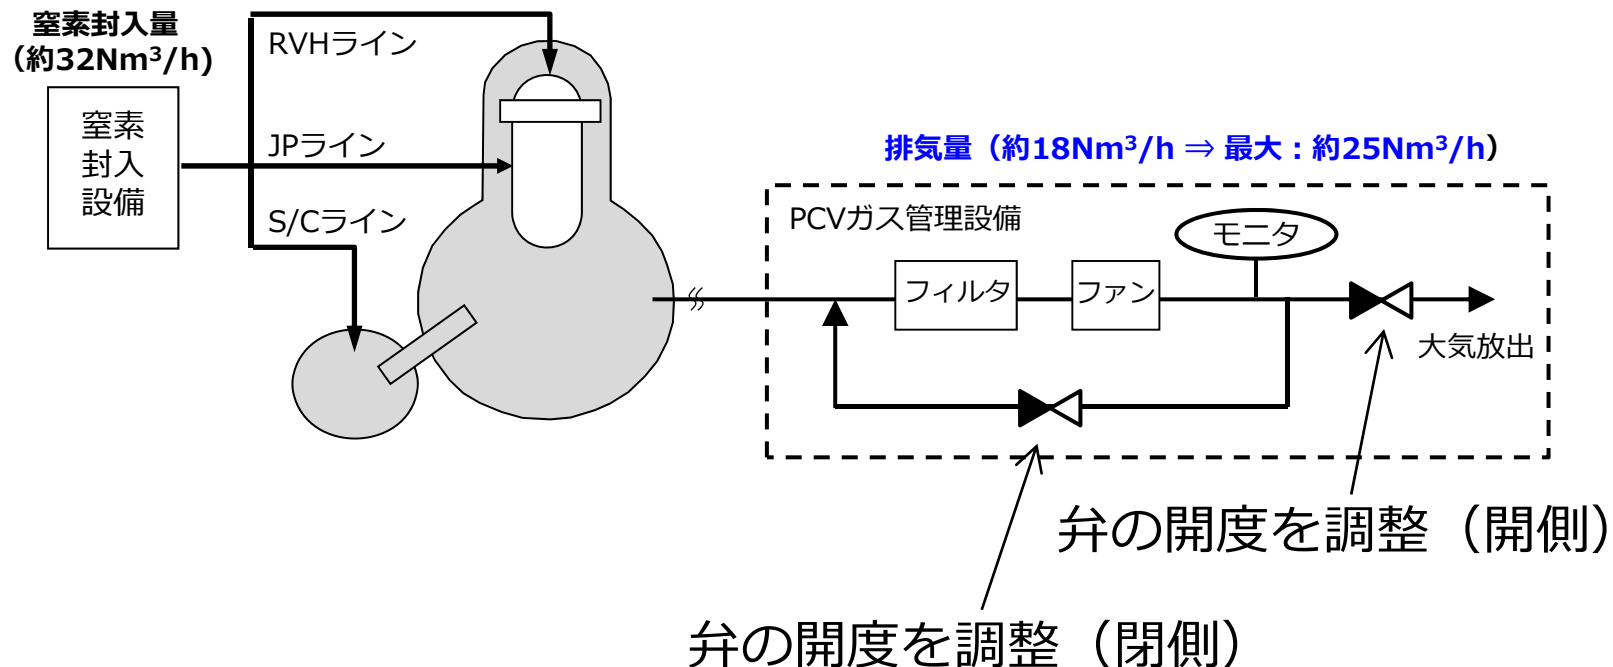 窒素封入量
（約32Nm³/h)
窒素
封入
設備
RVHライン
JPライン
S/Cライン
排気量（約18Nm³/h ⇒ 最大：約25Nm³/h）
PCVガス管理設備
モニタ
フィルタ
ファン
大気放出
弁の開度を調整（開側）
弁の開度を調整（閉側）